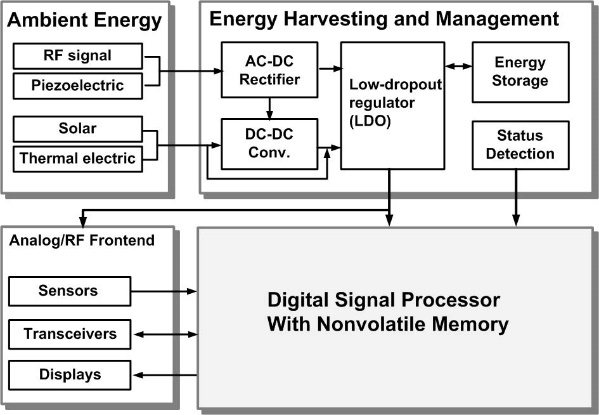 Ambient Energy
RF signal
Piezoelectric
Solar
Thermal electric
Energy Harvesting and Management
AC-DC
Rectifier
DC-DC
Conv.
Low-dropout
regulator
(LDO)
Energy
Storage
Status
Detection
Analog/RF Frontend
Sensors
Transceivers
Displays
Digital Signal Processor
With Nonvolatile Memory